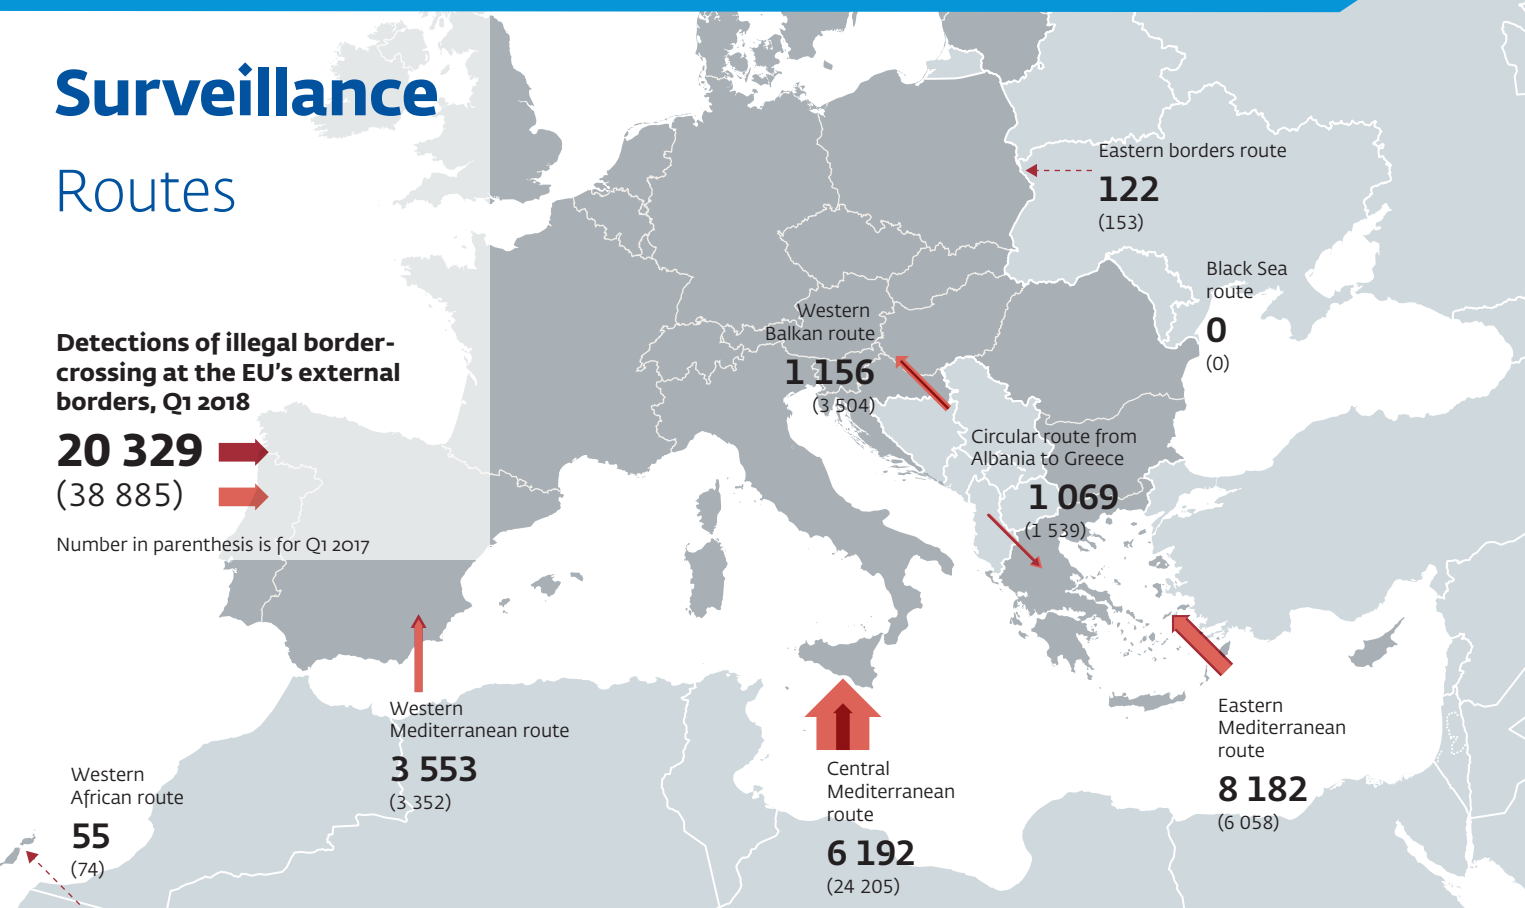 Surveillance
Routes
Detections of illegal border-
crossing at the EU's external
borders, Q1 2018
20 329
(38 885)
Number in parenthesis is for Q1 2017
Eastern borders route
122
(153)
Black Sea
route
0
(0)
Western
Balkan route
1 156
(3 504)
Circular route from
Albania to Greece
1 069
(1 539)
Western
Mediterranean route
3 553
(3 352)
Western
African route
55
(74)
Central
Mediterranean
route
6 192
(24 205)
Eastern
Mediterranean
route
8 182
(6 058)